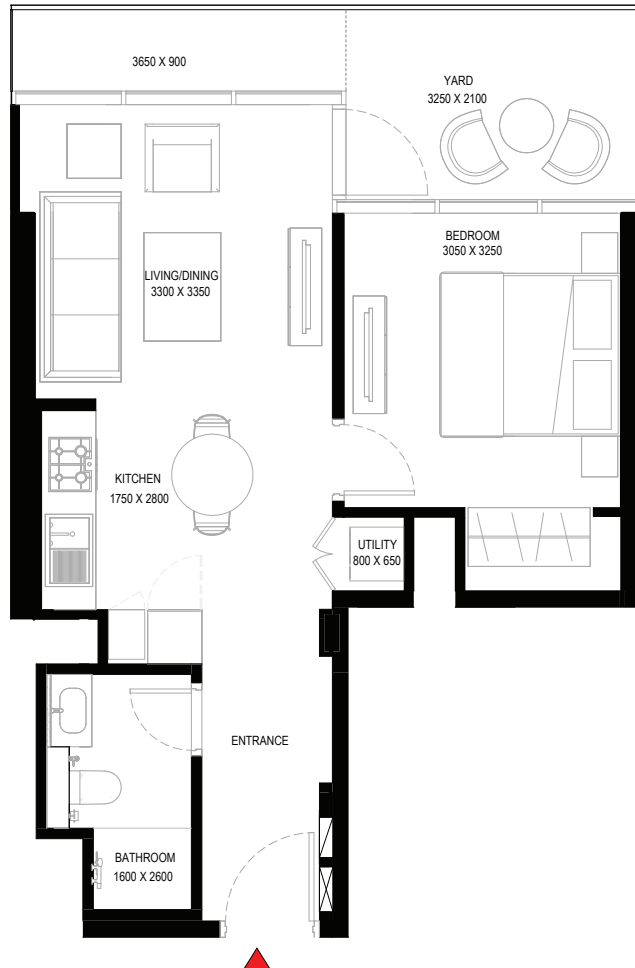 3650 X 900
YARD
3250 X 2100
BEDROOM
3050 X 3250
LIVING/DINING
3300 X 3350
KITCHEN
1750 X 2800
UTILITY
800 X 650
ENTRANCE
BATHROOM
1600 X 2600